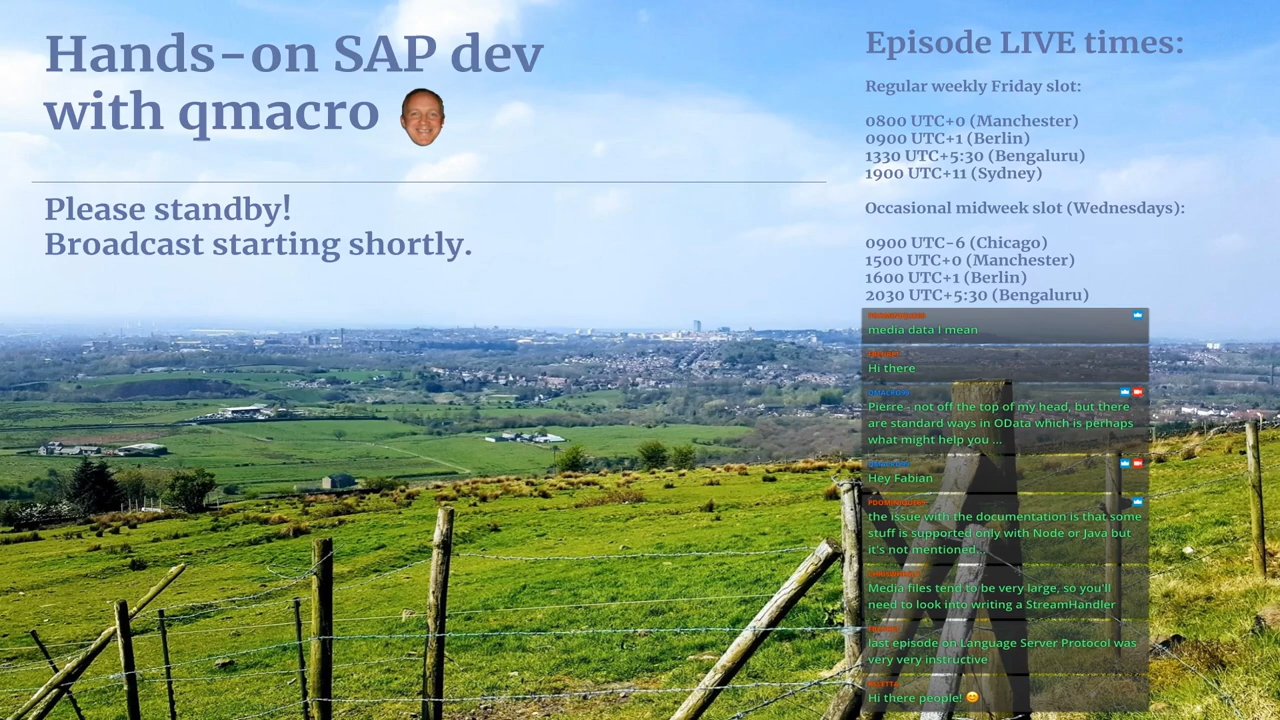 Hands-on SAP dev
with qmacro
Please standby!
Broadcast starting shortly.
Episode LIVE times:
Regular weekly Friday slot:
0800 UTC+0 (Manchester)
0900 UTC+1 (Berlin)
1330 UTC+5:30 (Bengaluru)
1900 UTC+11 (Sydney)
Occasional midweek slot (Wednesdays):
0900 UTC-6 (Chicago)
1500 UTC+0 (Manchester)
1600 UTC+1 (Berlin)
2030 UTC+5:30 (Bengaluru)
media data I mean
Hi there
Pierre - not off the top of my head, but there
are standard ways in OData which is perhaps
what might help you ...
Hey Fabian
the issue with the documentation is that some
stuff is supported only with Node or Java but
it's not mentioned...
Media files tend to be very large, so you'll
need to look into writing a StreamHandler
last episode on Language Server Protocol was
very very instructive
Hi there people! 😊